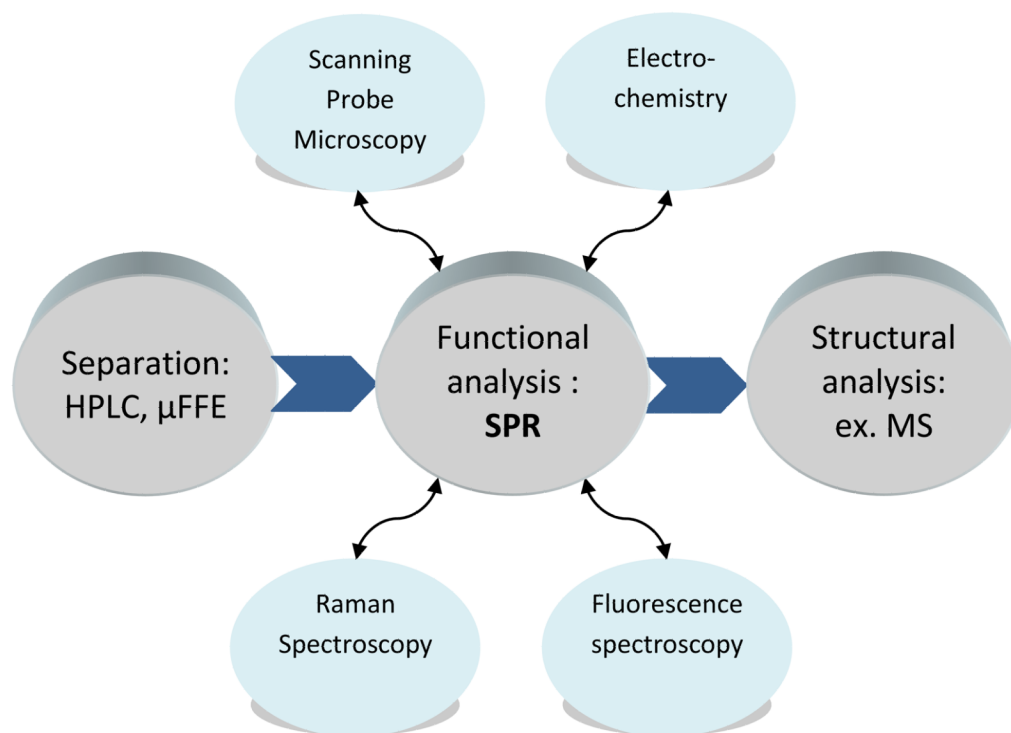 Scanning
Probe
Microscopy
Electro-
chemistry
Separation:
HPLC, µFFE
Functional
analysis :
SPR
Structural
analysis:
ex. MS
Raman
Spectroscopy
Fluorescence
spectroscopy